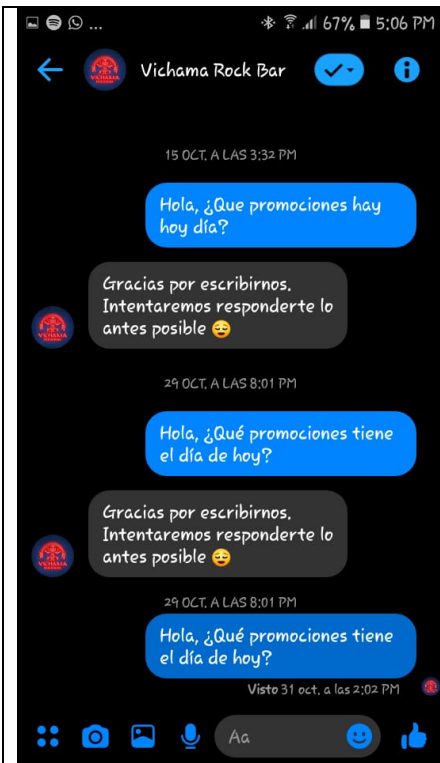 ... 67% 5:06 PM
Vichama Rock Bar
15 OCT. A LAS 3:32 PM
Hola, ¿Que promociones hay
hoy día?
Gracias por escribirnos.
Intentaremos responderte lo
antes posible 😌
VICHAMA
29 OCT. A LAS 8:01 PM
Hola, ¿Qué promociones tiene
el día de hoy?
Gracias por escribirnos.
Intentaremos responderte lo
antes posible 😌
VICHAMA
29 OCT. A LAS 8:01 PM
Hola, ¿Qué promociones tiene
el día de hoy?
Visto 31 oct. a las 2:02 PM
Aa